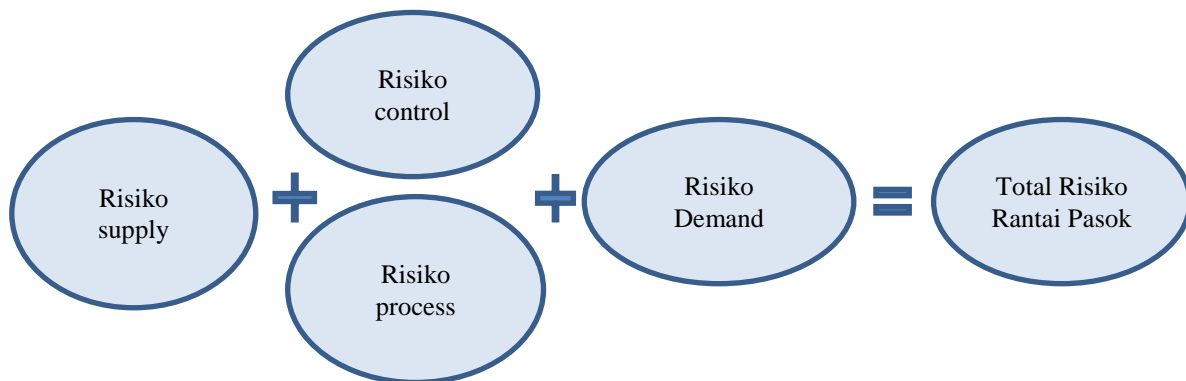 Risiko
supply
+
Risiko
control
Risiko
process
+
Risiko
Demand
=
Total Risiko
Rantai Pasok